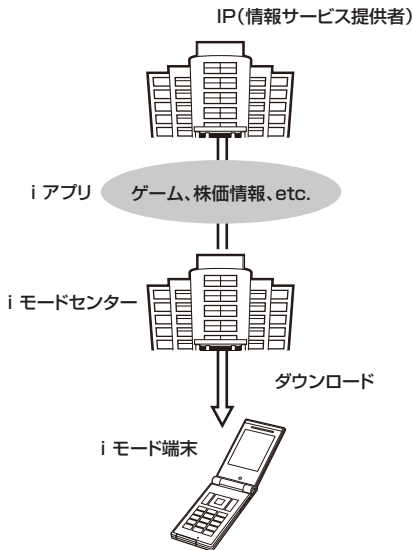 IP（情報サービス提供者）
i アプリ
ゲーム、株価情報、etc.
i モードセンター
ダウンロード
i モード端末